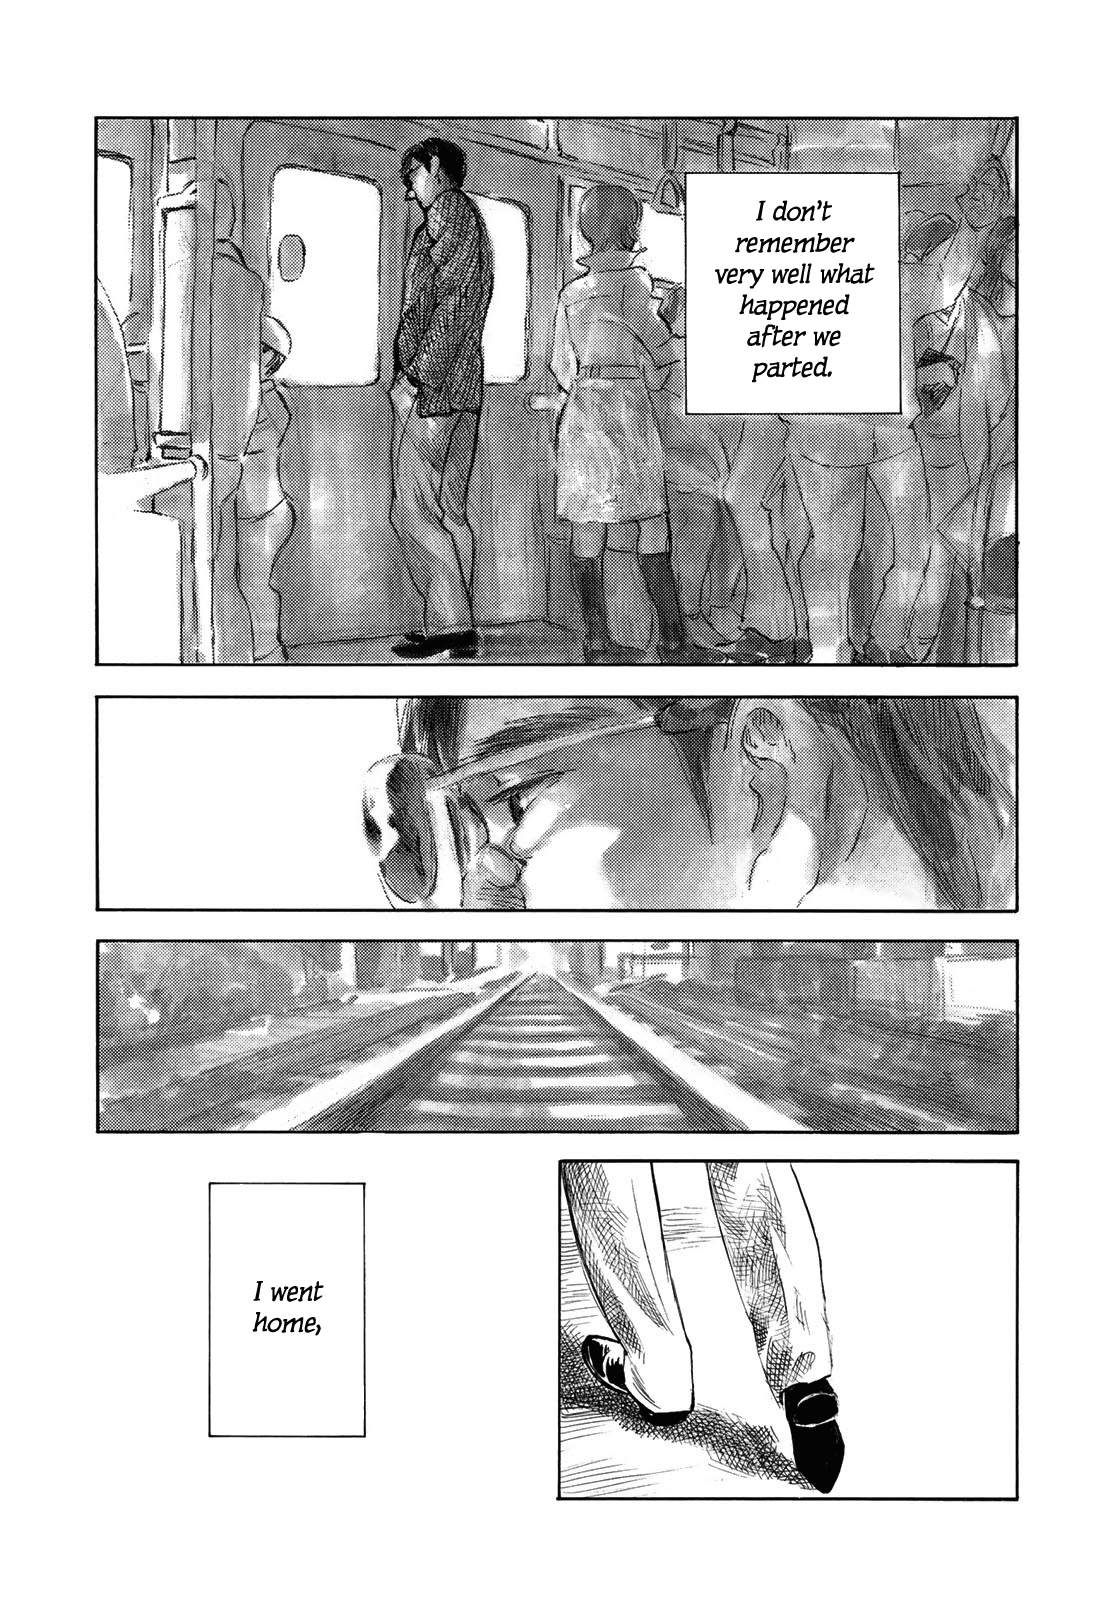 I don't
remember
very well what
happened
after we
parted.
I went
home,